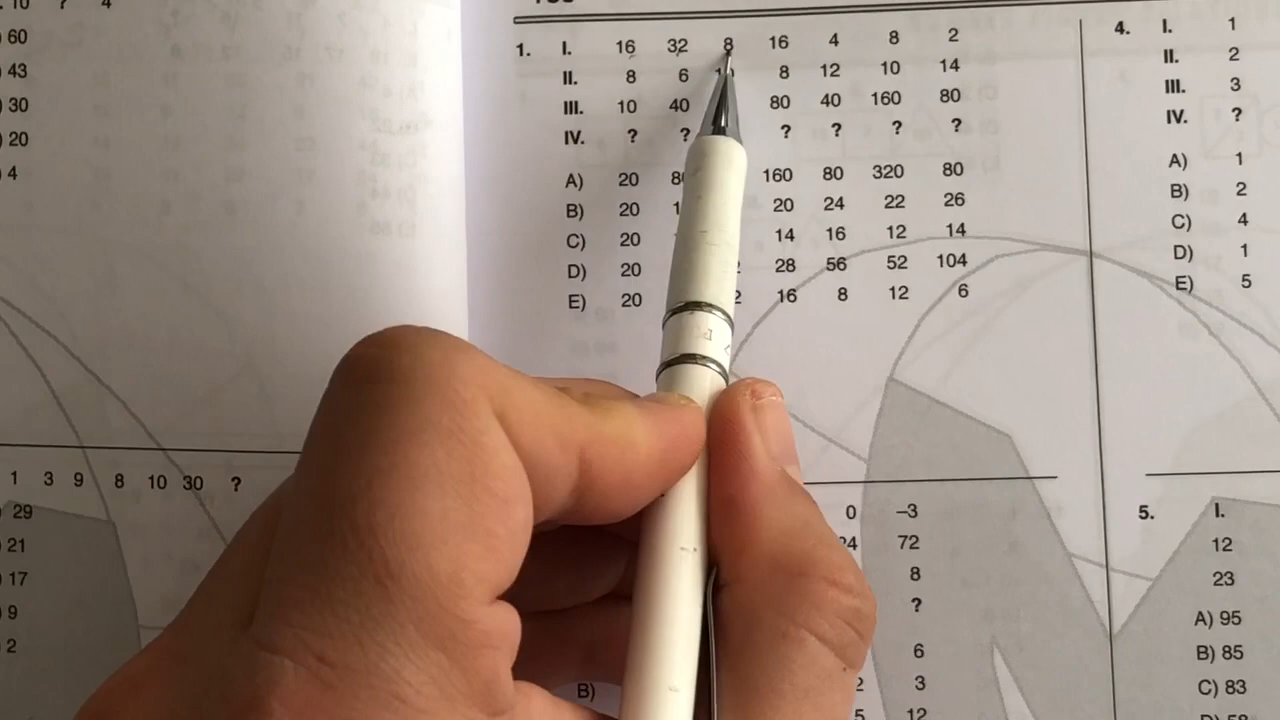 10 ? 4
60
43
30
20
4
1 3 9 8 10 30 ?
29
21
17
9
2
1. I. 16 32 8 16 4 8 2
II. 8 6 8 12 10 14
III. 10 40 80 40 160 80
IV. ? ? ? ? ? ?
A) 20 160 80 320 80
B) 20 20 24 22 26
C) 20 14 16 12 14
D) 20 28 56 52 104
E) 20 16 8 12 6
0 –3
72
8
?
6
3
12
B)
4. I. 1
II. 2
III. 3
IV. ?
A) 1
B) 2
C) 4
D) 1
E) 5
5. I.
12
23
A) 95
B) 85
C) 83